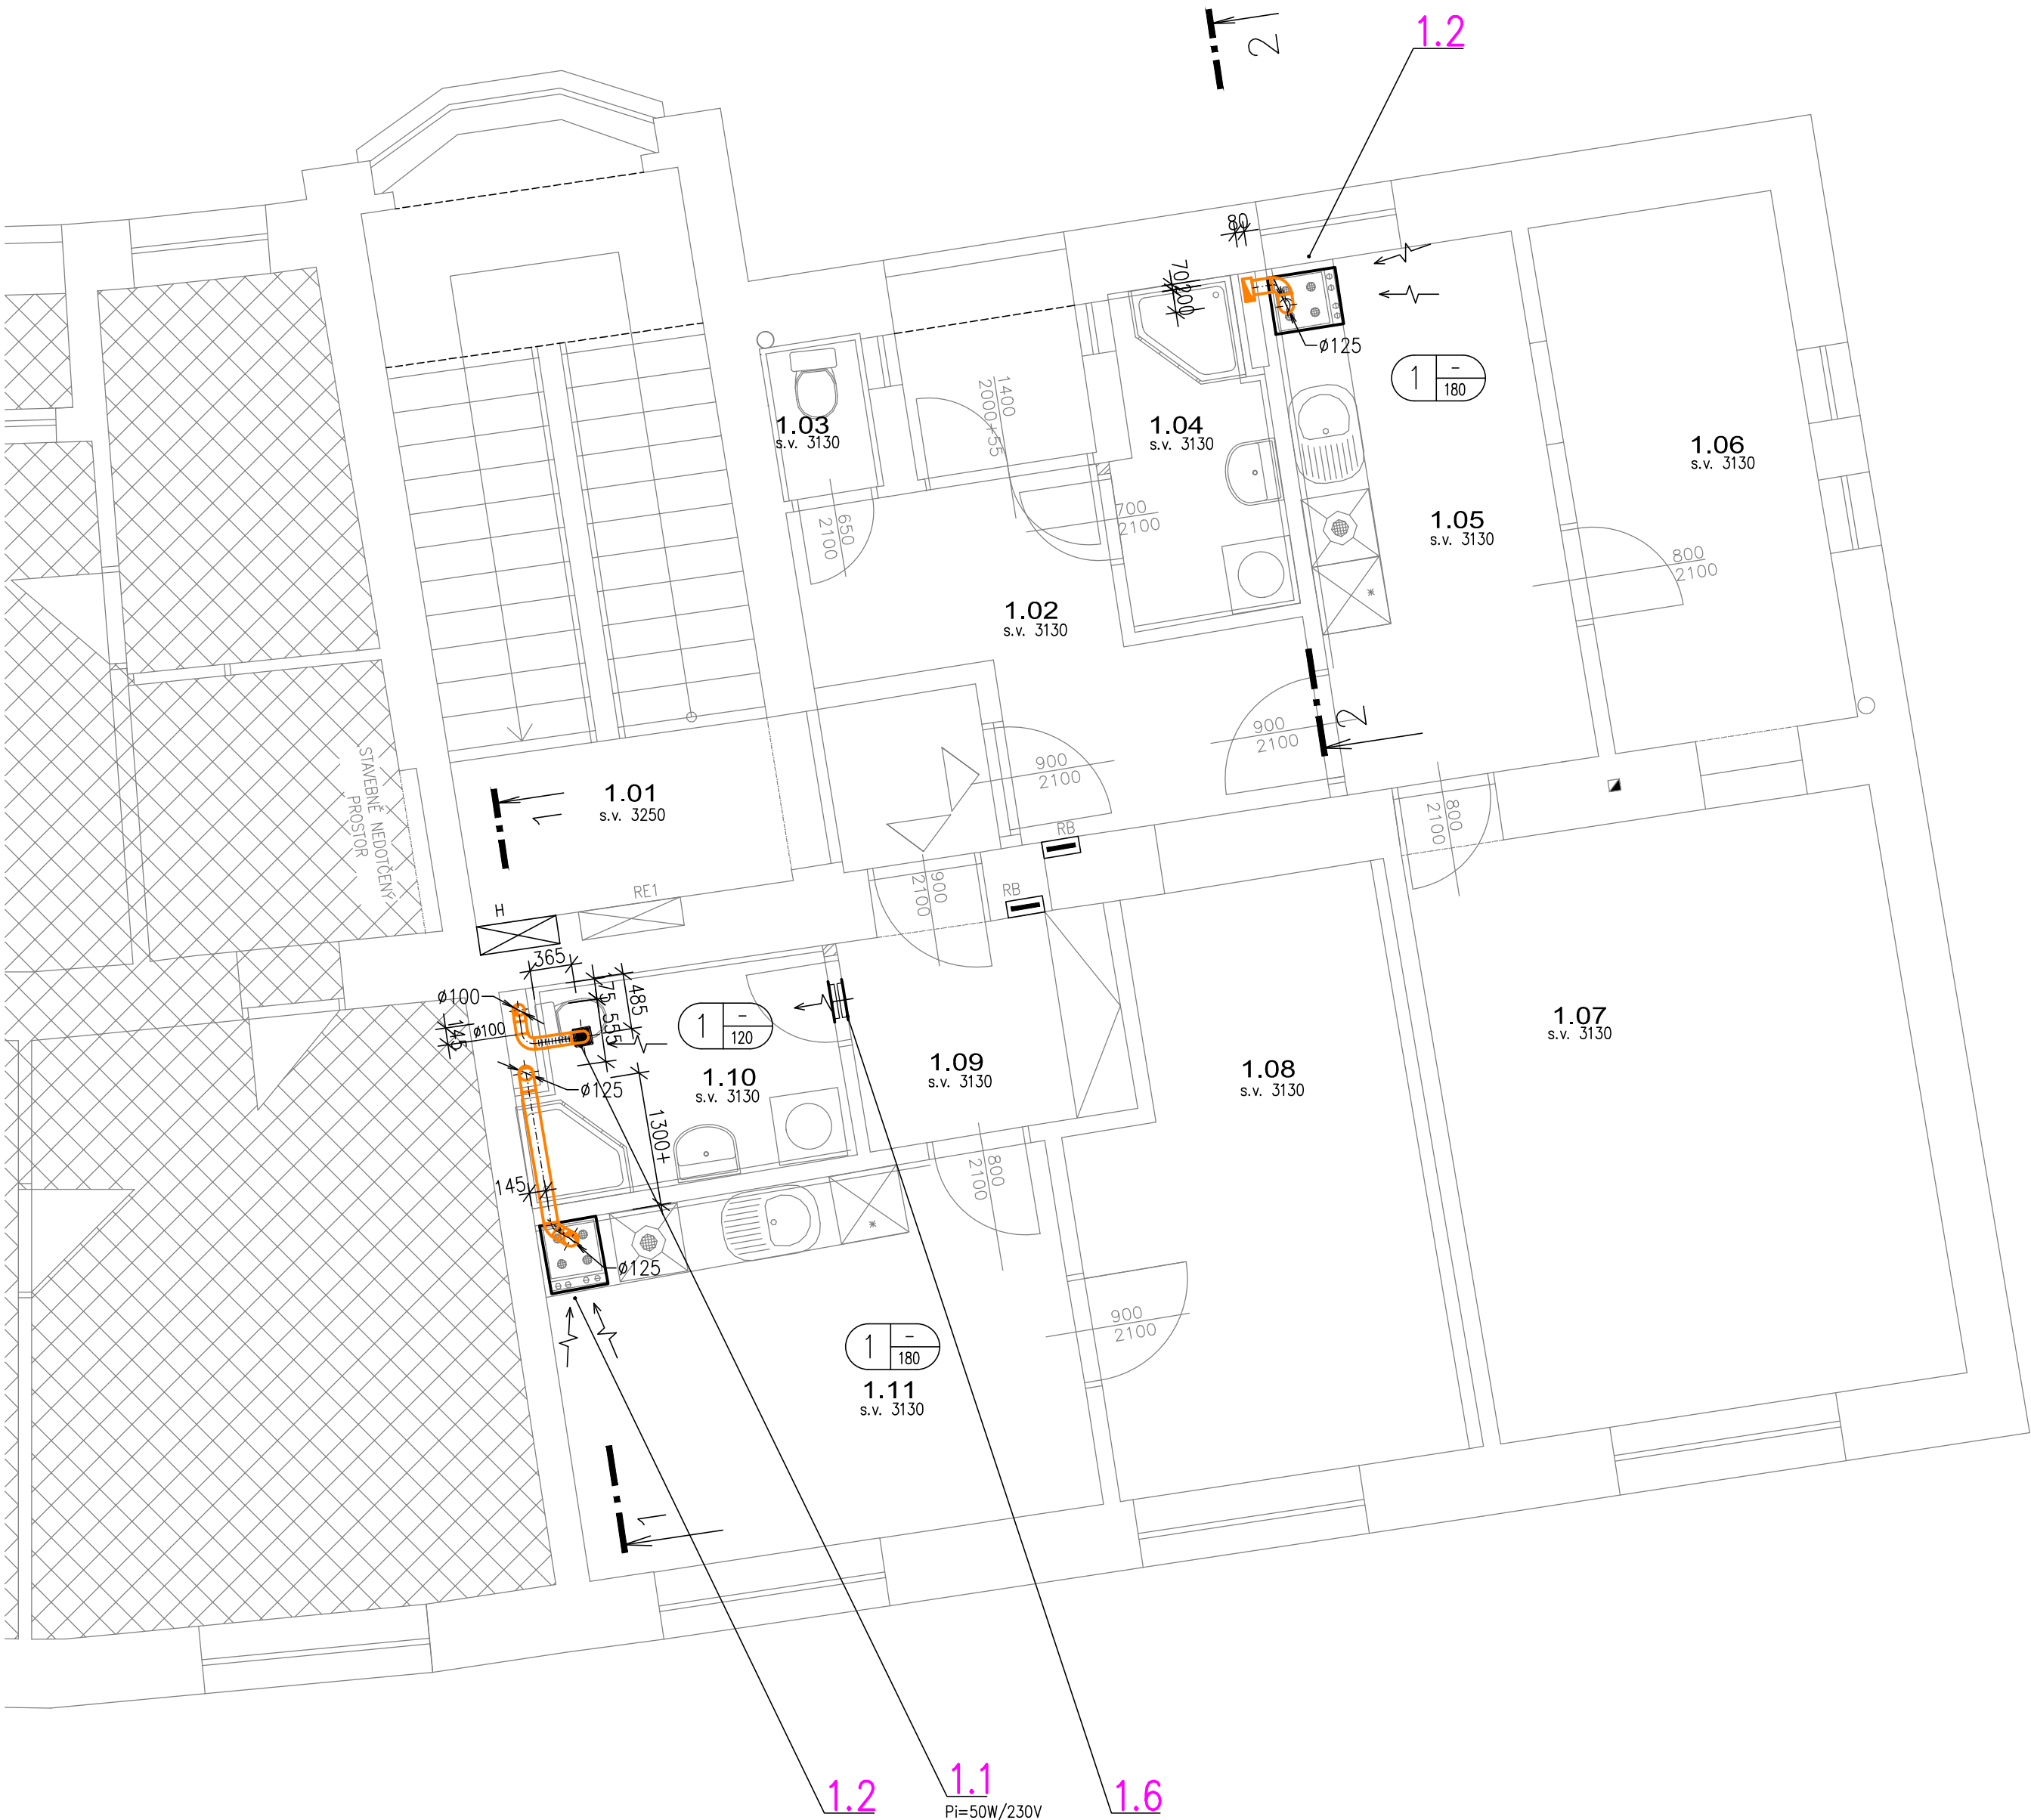 2
1.2
80
70
200
ø125
1
-
180
1400
2000+55
1.03
s.v. 3130
1.04
s.v. 3130
1.06
s.v. 3130
650
2100
700
2100
1.05
s.v. 3130
800
2100
1.02
s.v. 3130
900
2100
2
900
2100
STAVEBNĚ NEDOTČENÝ
PROSTOR
1.01
s.v. 3250
1
800
2100
RB
RE1
H
900
2100
RB
365
175
485
ø100
ø100
145
555
1
-
120
1.10
s.v. 3130
ø125
1.09
s.v. 3130
1.08
s.v. 3130
1.07
s.v. 3130
1300+
145
800
2100
ø125
900
2100
1
-
180
1.11
s.v. 3130
1
1.2
1.1
Pi=50W/230V
1.6